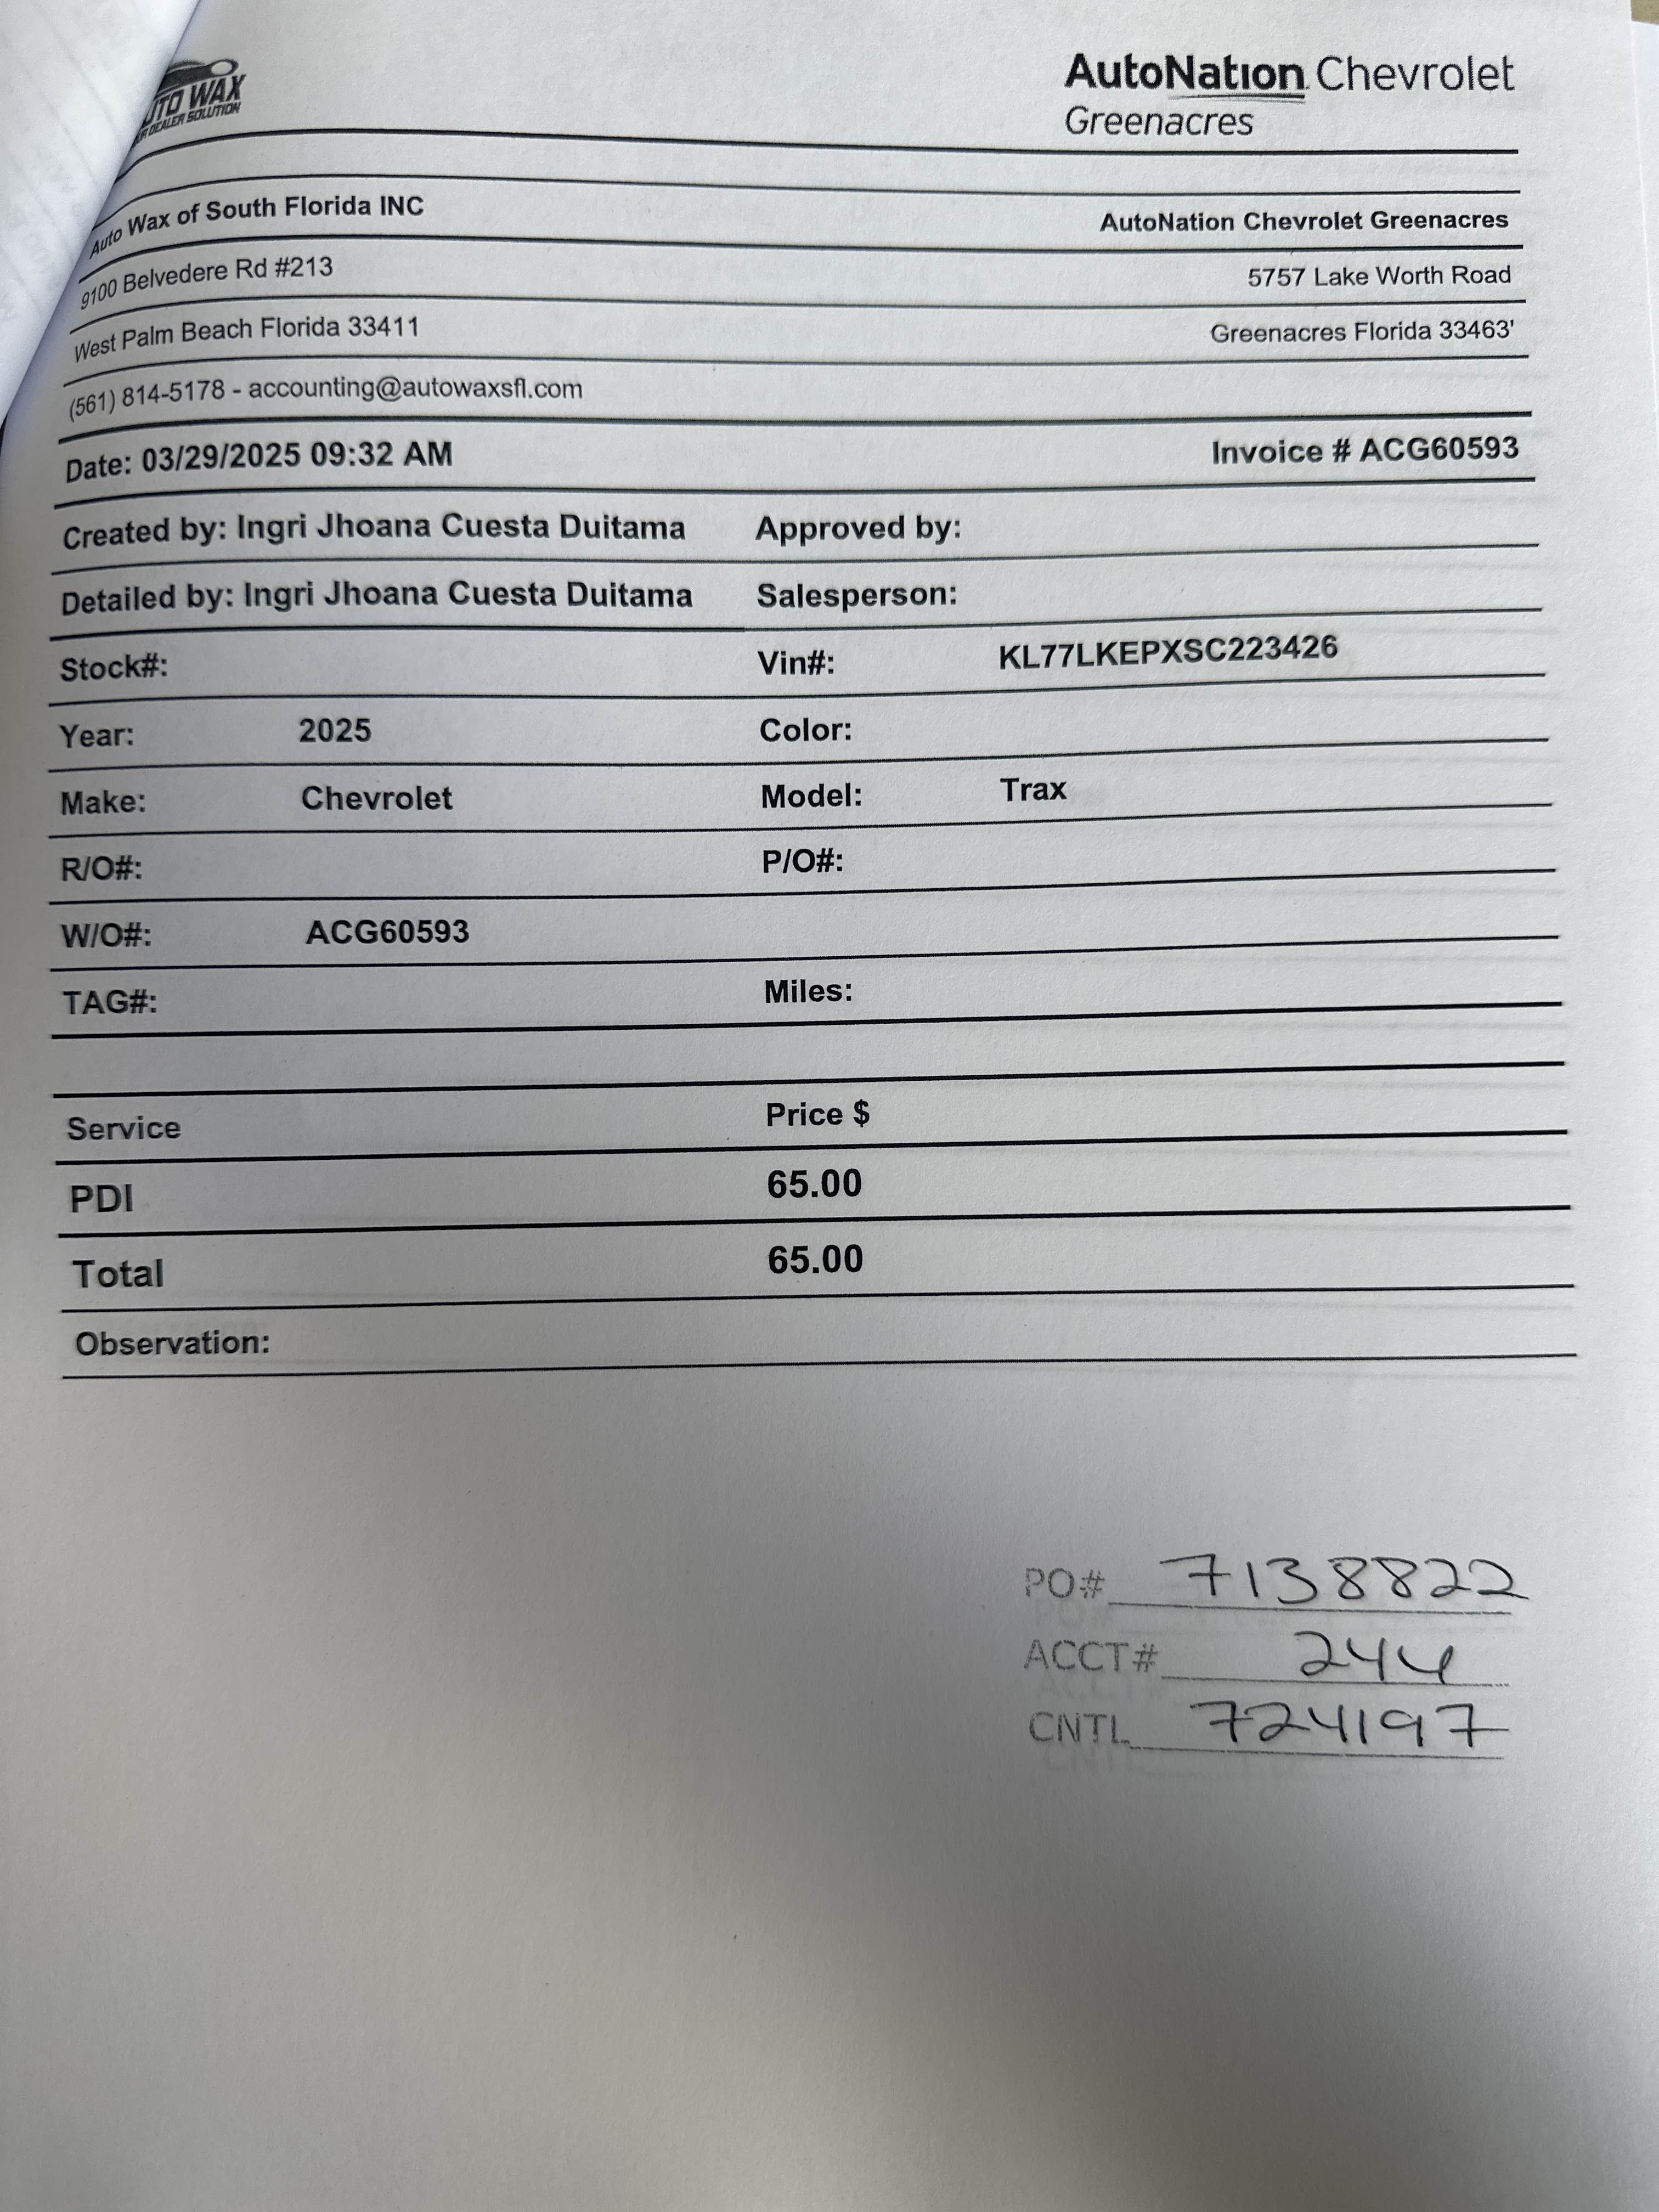 AUTO WAX
DEALER SOLUTION
AutoNation Chevrolet
Greenacres
Auto Wax of South Florida INC
AutoNation Chevrolet Greenacres
9100 Belvedere Rd #213
5757 Lake Worth Road
West Palm Beach Florida 33411
Greenacres Florida 33463'
(561) 814-5178 - accounting@autowaxsfl.com
Date: 03/29/2025 09:32 AM Invoice # ACG60593
Created by: Ingri Jhoana Cuesta Duitama Approved by:
Detailed by: Ingri Jhoana Cuesta Duitama Salesperson:
Stock#: Vin#: KL77LKEPXSC223426
Year: 2025 Color:
Make: Chevrolet Model: Trax
R/O#: P/O#:
W/O#: ACG60593
TAG#: Miles:
Service Price $
PDI 65.00
Total 65.00
Observation:
PO# 7138822
ACCT# 244
CNTL 724197